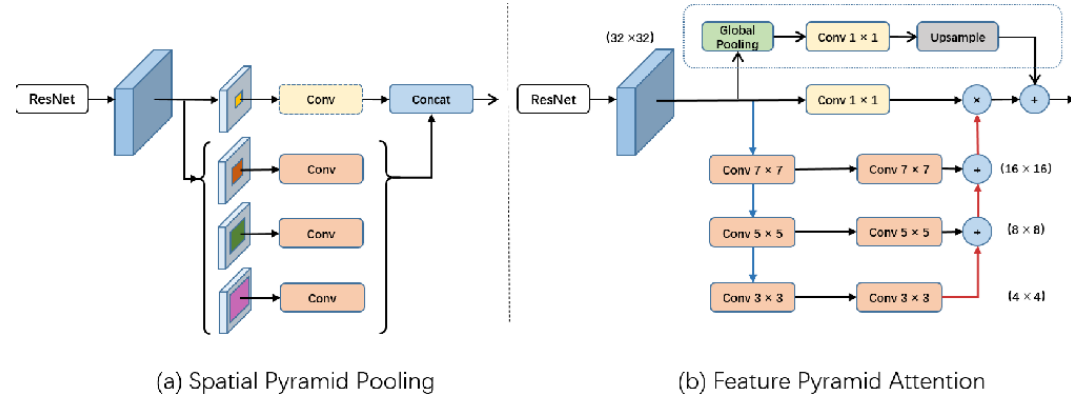 ResNet
Conv
Concat
Conv
Conv
Conv
(a) Spatial Pyramid Pooling
(32 ×32)
Global
Pooling
Conv 1 × 1
Upsample
ResNet
Conv 1 × 1
×
+
Conv 7 × 7
Conv 7 × 7
+
(16 × 16)
Conv 5 × 5
Conv 5 × 5
+
(8 × 8)
Conv 3 × 3
Conv 3 × 3
(4 × 4)
(b) Feature Pyramid Attention